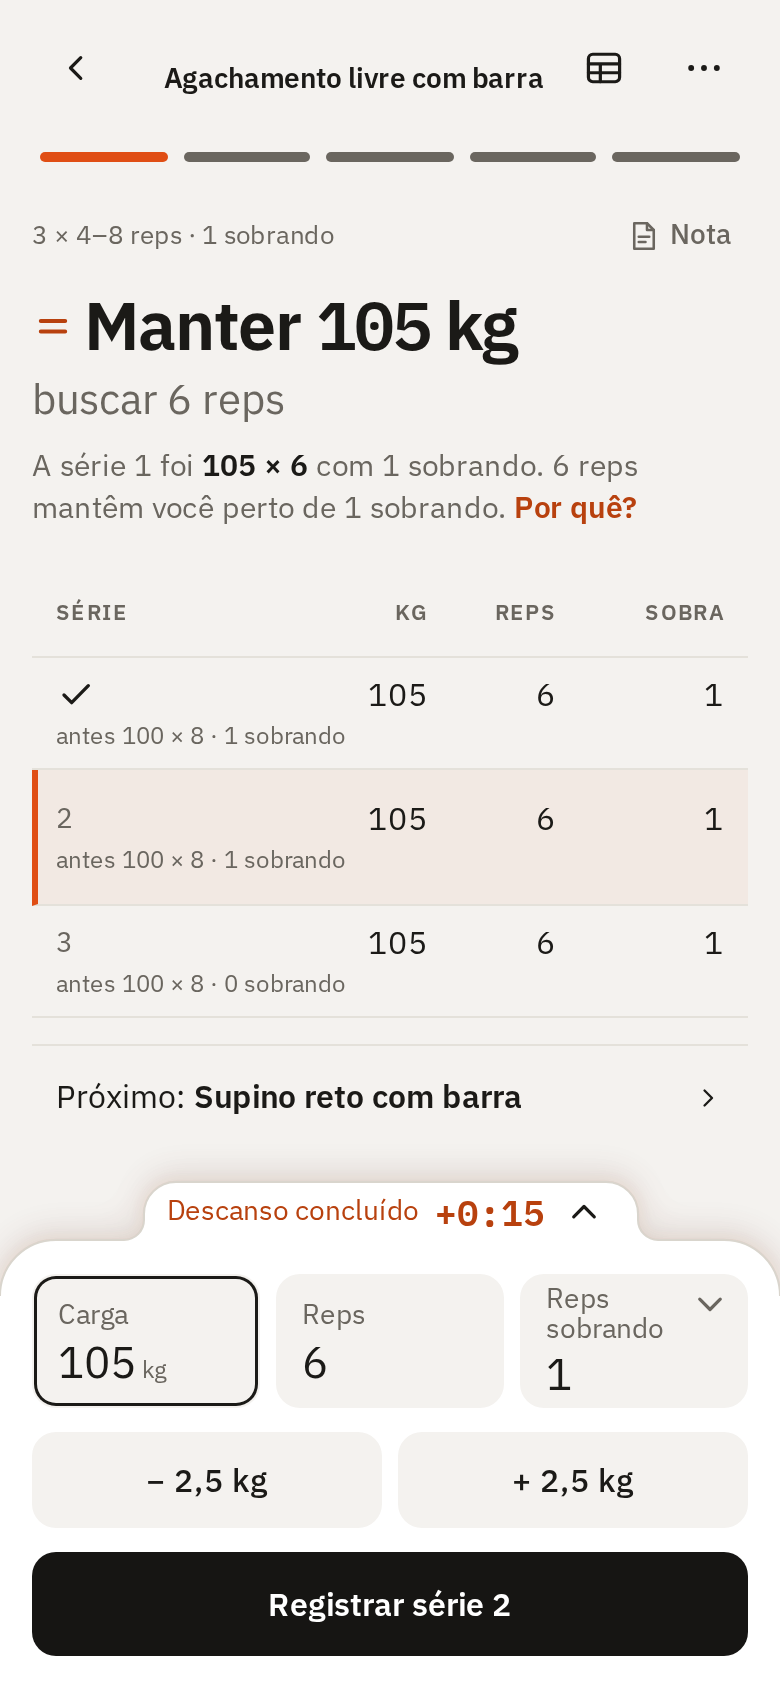 Agachamento livre com barra
3 × 4–8 reps · 1 sobrando
Nota
= Manter 105 kg
buscar 6 reps
A série 1 foi 105 × 6 com 1 sobrando. 6 reps
mantêm você perto de 1 sobrando. Por quê?
SÉRIE KG REPS SOBRA
105 6 1
antes 100 × 8 · 1 sobrando
2 105 6 1
antes 100 × 8 · 1 sobrando
3 105 6 1
antes 100 × 8 · 0 sobrando
Próximo: Supino reto com barra
Descanso concluído +0:15
Carga
105 kg
Reps
6
Reps
sobrando
1
− 2,5 kg
+ 2,5 kg
Registrar série 2